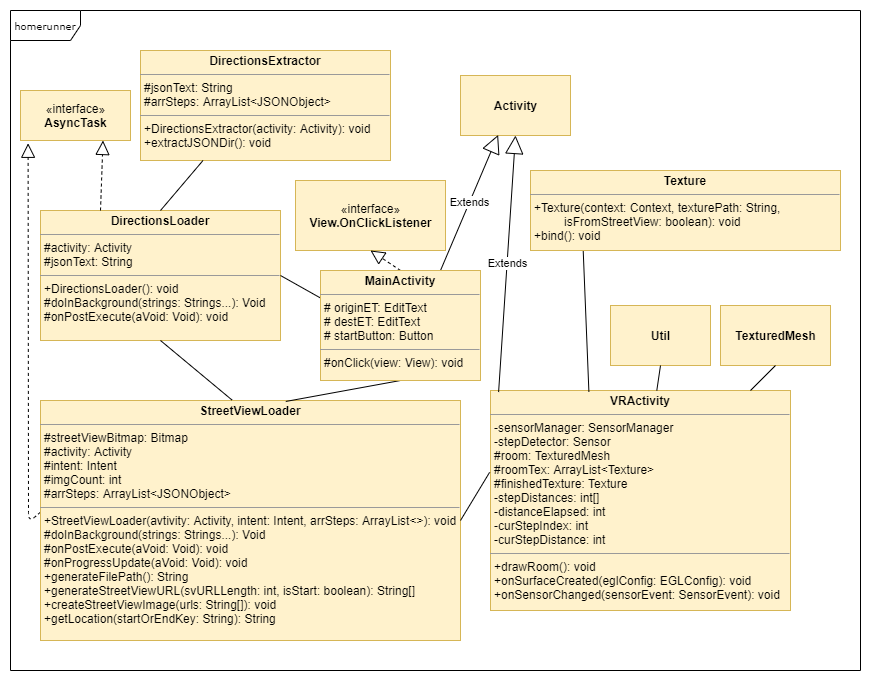 homerunner
DirectionsExtractor
#jsonText: String
#arrSteps: ArrayList<JSONObject>
+DirectionsExtractor(activity: Activity): void
+extractJSONDir(): void
«interface»
AsyncTask
Activity
Texture
+Texture(context: Context, texturePath: String,
isFromStreetView: boolean): void
+bind(): void
«interface»
View.OnClickListener
Extends
Extends
DirectionsLoader
#activity: Activity
#jsonText: String
+DirectionsLoader(): void
#doInBackground(strings: Strings...): Void
#onPostExecute(aVoid: Void): void
MainActivity
# originET: EditText
# destET: EditText
# startButton: Button
#onClick(view: View): void
Util
TexturedMesh
StreetViewLoader
#streetViewBitmap: Bitmap
#activity: Activity
#intent: Intent
#imgCount: int
#arrSteps: ArrayList<JSONObject>
+StreetViewLoader(avtivity: Activity, intent: Intent, arrSteps: ArrayList<>): void
#doInBackground(strings: Strings...): Void
#onPostExecute(aVoid: Void): void
#onProgressUpdate(aVoid: Void): void
+generateFilePath(): String
+generateStreetViewURL(svURLLength: int, isStart: boolean): String[]
+createStreetViewImage(urls: String[]): void
+getLocation(startOrEndKey: String): String
VRActivity
-sensorManager: SensorManager
-stepDetector: Sensor
#room: TexturedMesh
#roomTex: ArrayList<Texture>
#finishedTexture: Texture
-stepDistances: int[]
-distanceElapsed: int
-curStepIndex: int
-curStepDistance: int
+drawRoom(): void
+onSurfaceCreated(eglConfig: EGLConfig): void
+onSensorChanged(sensorEvent: SensorEvent): void